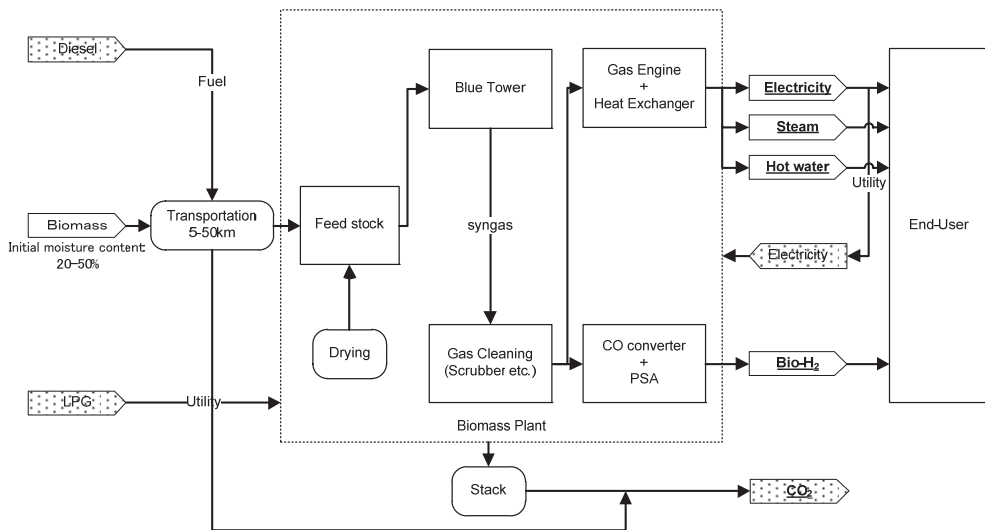 Diesel
Fuel
Biomass
Initial moisture content:
20-50%
Transportation
5-50km
LPG
Utility
Feed stock
Drying
Blue Tower
syngas
Gas Cleaning
(Scrubber etc.)
Gas Engine
+
Heat Exchanger
CO converter
+
PSA
Biomass Plant
Stack
Electricity
Steam
Hot water
Utility
Electricity
Bio-H₂
CO₂
End-User